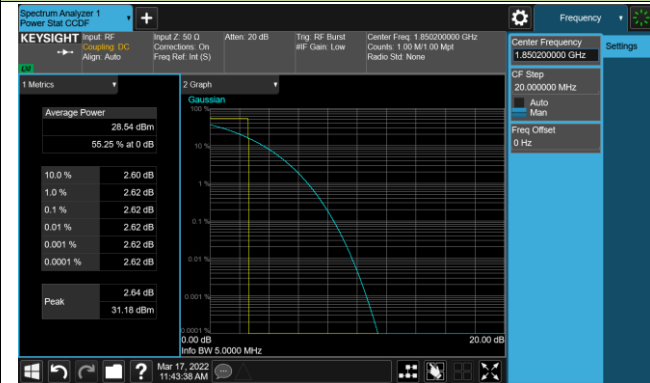 Spectrum Analyzer 1
Power Stat CCDF
KEYSIGHT
Input: RF
Coupling: DC
Align: Auto
Input Z: 50 Ω
Corrections: On
Freq Ref: Int (S)
Atten: 20 dB
Trig: RF Burst
#IF Gain: Low
Center Freq: 1.850200000 GHz
Counts: 1.00 M/1.00 Mpt
Radio Std: None
LU
1 Metrics
Average Power
28.54 dBm
55.25 % at 0 dB
10.0 % 2.60 dB
1.0 % 2.62 dB
0.1 % 2.62 dB
0.01 % 2.62 dB
0.001 % 2.62 dB
0.0001 % 2.62 dB
Peak 2.64 dB
31.18 dBm
2 Graph
Gaussian
100 %
10 %
1 %
0.1 %
0.01 %
0.001 %
0.0001 %
0.00 dB
20.00 dB
Info BW 5.0000 MHz
Mar 17, 2022
11:43:38 AM
Frequency
Center Frequency
1.850200000 GHz
Settings
CF Step
20.000000 MHz
Auto
Man
Freq Offset
0 Hz